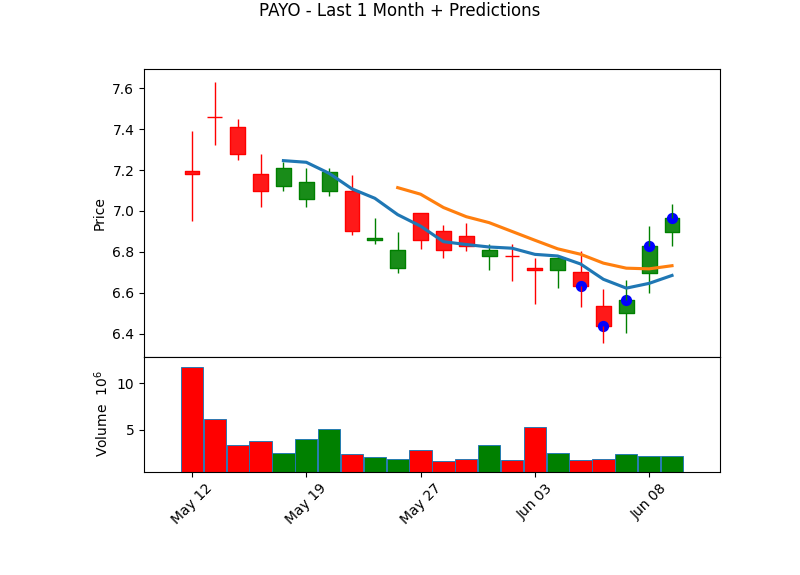 PAYO - Last 1 Month + Predictions
7.6
7.4
7.2
7.0
6.8
6.6
6.4
Price
10
5
Volume 10^6
May 12
May 19
May 27
Jun 03
Jun 08